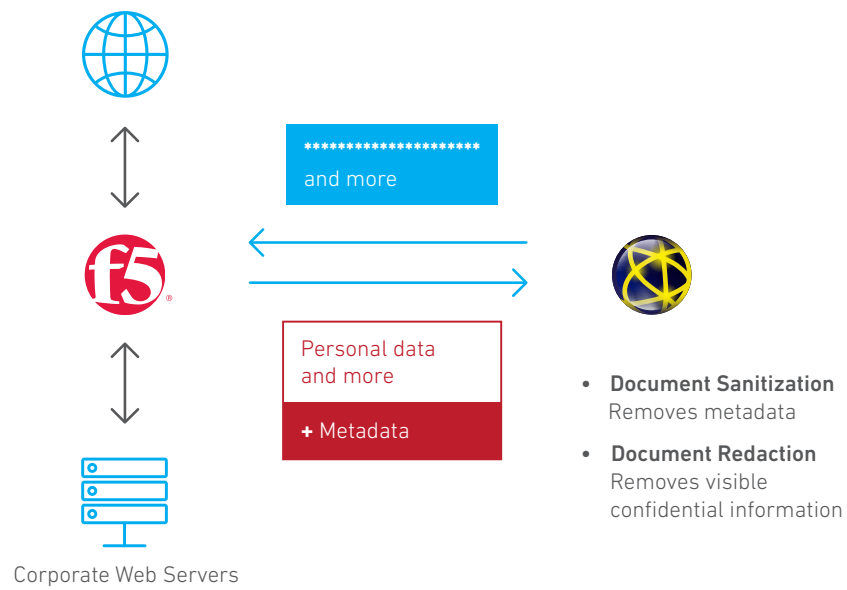 *********************
and more
f5®
Personal data
and more
+ Metadata
• Document Sanitization
Removes metadata
• Document Redaction
Removes visible
confidential information
Corporate Web Servers